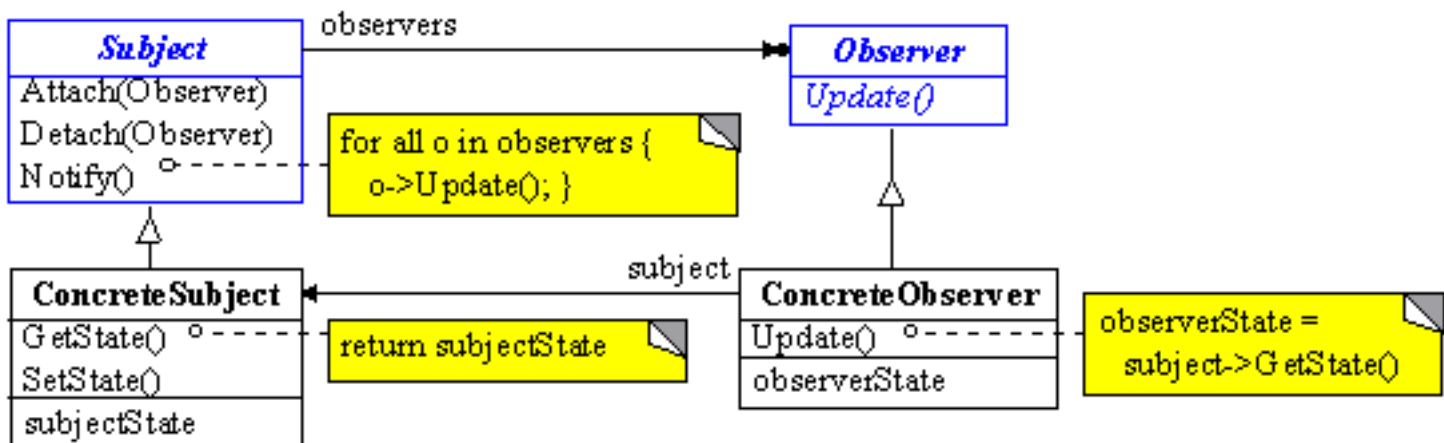 observers
Subject
Attach(Observer)
Detach(Observer)
Notify()
for all o in observers {
o->Update(); }
Observer
Update()
subject
ConcreteSubject
GetState()
SetState()
subjectState
return subjectState
ConcreteObserver
Update()
observerState
observerState =
subject->GetState()